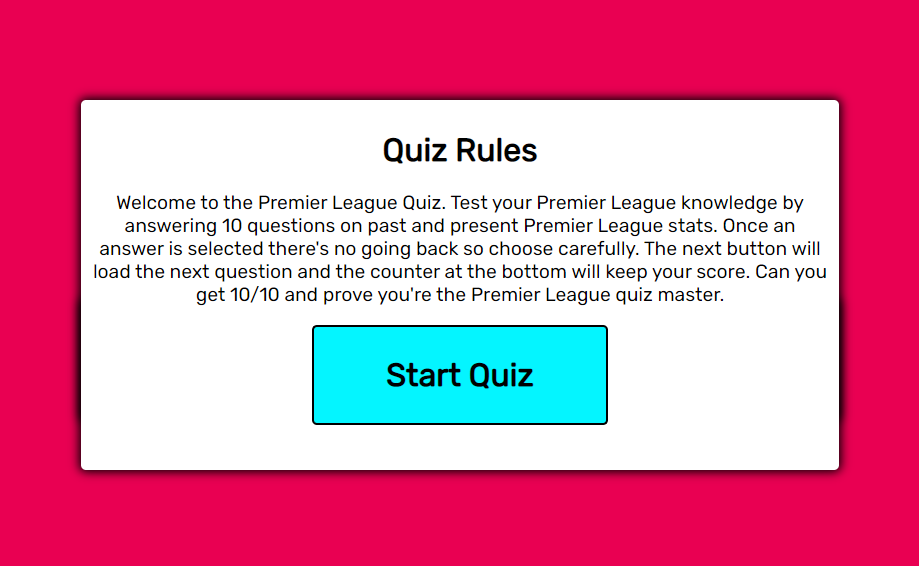 Quiz Rules
Welcome to the Premier League Quiz. Test your Premier League knowledge by
answering 10 questions on past and present Premier League stats. Once an
answer is selected there's no going back so choose carefully. The next button will
load the next question and the counter at the bottom will keep your score. Can you
get 10/10 and prove you're the Premier League quiz master.
Start Quiz